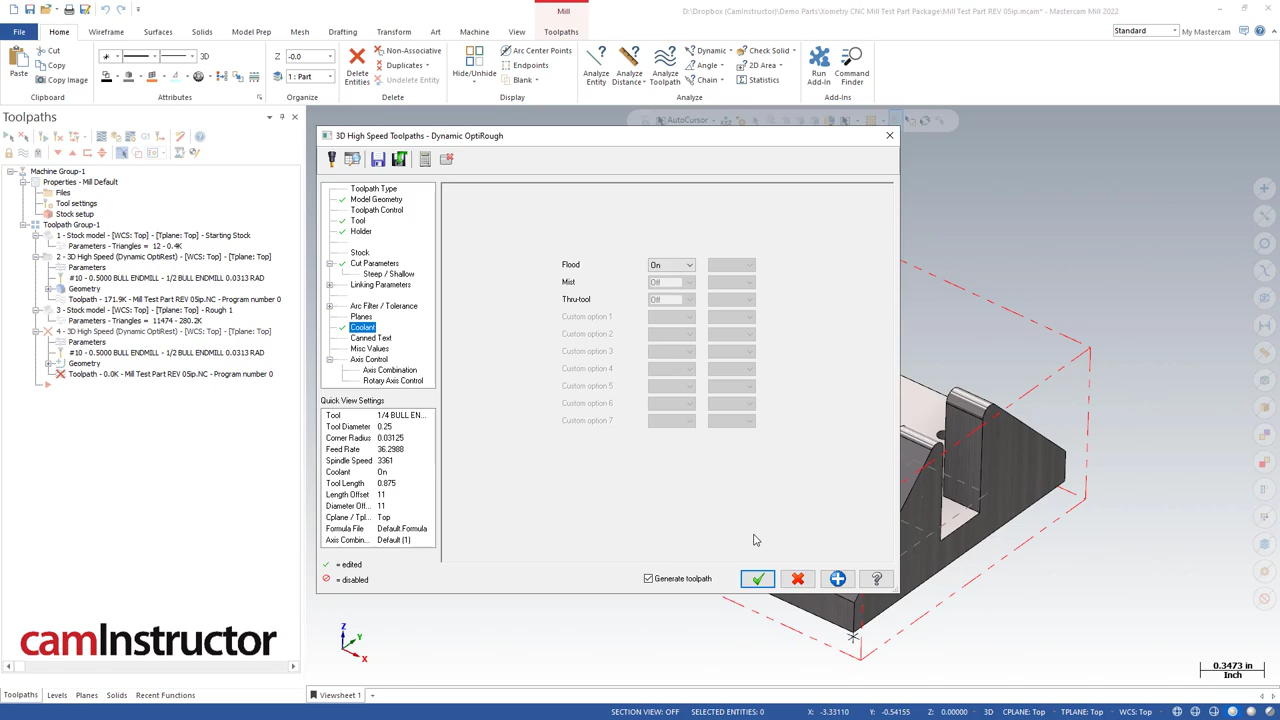 D:\Dropbox (camInstructor)\Demo Parts\Xometry CNC Mill Test Part Package\Mill Test Part REV 05ip.mcam* - Mastercam Mill 2022
Mill
File Home Wireframe Surfaces Solids Model Prep Mesh Drafting Transform Art Machine View Toolpaths
Standard My Mastercam
Paste Cut Copy Copy Image
Clipboard
3D
Attributes
Z -0.0
1 : Part
Organize
Delete Entities
Non-Associative
Duplicates
Undelete Entity
Delete
Hide/Unhide
Arc Center Points
Endpoints
Blank
Display
Analyze Entity
Analyze Distance
Analyze Toolpath
Dynamic
Angle
Chain
Check Solid
2D Area
Statistics
Analyze
Run Add-In
Command Finder
Add-Ins
Toolpaths
G1
Machine Group-1
Properties - Mill Default
Files
Tool settings
Stock setup
Toolpath Group-1
1 - Stock model - [WCS: Top] - [Tplane: Top] - Starting Stock
Parameters - Triangles = 12 - 0.4K
2 - 3D High Speed (Dynamic OptiRest) - [WCS: Top] - [Tplane: Top]
Parameters
#10 - 0.5000 BULL ENDMILL - 1/2 BULL ENDMILL 0.0313 RAD
Geometry
Toolpath - 171.9K - Mill Test Part REV 05ip.NC - Program number 0
3 - Stock model - [WCS: Top] - [Tplane: Top] - Rough 1
Parameters - Triangles = 11474 - 280.2K
4 - 3D High Speed (Dynamic OptiRest) - [WCS: Top] - [Tplane: Top]
Parameters
#10 - 0.5000 BULL ENDMILL - 1/2 BULL ENDMILL 0.0313 RAD
Geometry
Toolpath - 0.0K - Mill Test Part REV 05ip.NC - Program number 0
AutoCursor
3D High Speed Toolpaths - Dynamic OptiRough
Toolpath Type
Model Geometry
Toolpath Control
Tool
Holder
Stock
Cut Parameters
Steep / Shallow
Linking Parameters
Arc Filter / Tolerance
Planes
Coolant
Canned Text
Misc Values
Axis Control
Axis Combination
Rotary Axis Control
Flood On
Mist Off
Thru-tool Off
Custom option 1
Custom option 2
Custom option 3
Custom option 4
Custom option 5
Custom option 6
Custom option 7
Quick View Settings
Tool 1/4 BULL EN...
Tool Diameter 0.25
Corner Radius 0.03125
Feed Rate 36.2988
Spindle Speed 3361
Coolant On
Tool Length 0.875
Length Offset 11
Diameter Off... 11
Cplane / Tpl... Top
Formula File Default.Formula
Axis Combin... Default (1)
= edited
= disabled
Generate toolpath
camInstructor
Z
Y
X
0.3473 in
Inch
Toolpaths Levels Planes Solids Recent Functions
Viewsheet 1 +
SECTION VIEW: OFF SELECTED ENTITIES: 0 X: -3.33110 Y: -0.54155 Z: 0.00000 3D CPLANE: Top TPLANE: Top WCS: Top